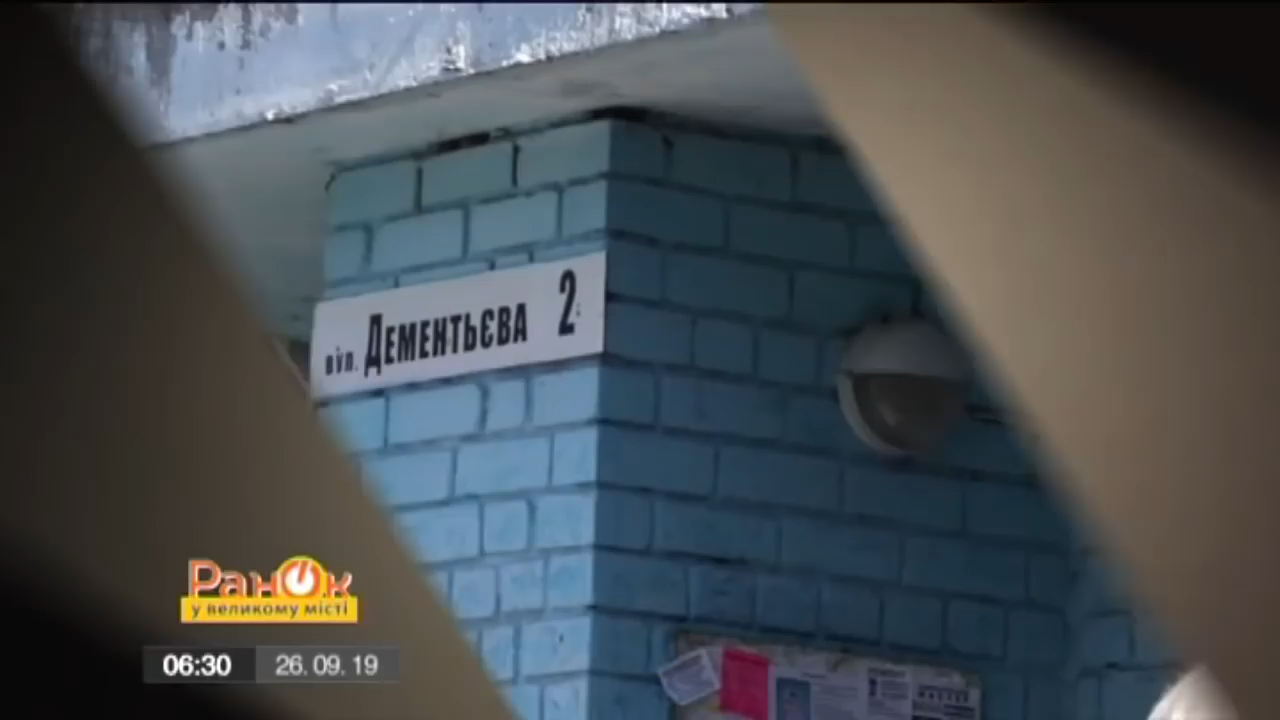 вул. Дементьєва 2
Ранок
у великому місті
06:30 26.09.19